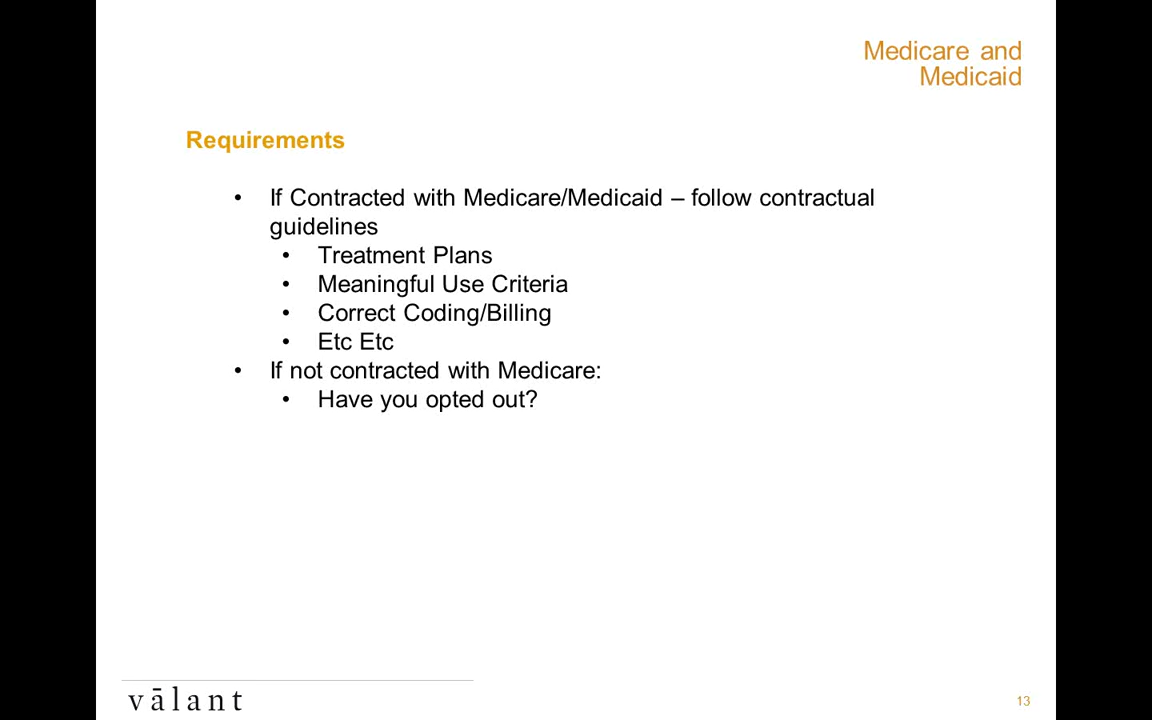 Medicare and
Medicaid
Requirements
• If Contracted with Medicare/Medicaid – follow contractual
guidelines
• Treatment Plans
• Meaningful Use Criteria
• Correct Coding/Billing
• Etc Etc
• If not contracted with Medicare:
• Have you opted out?
vālant
13